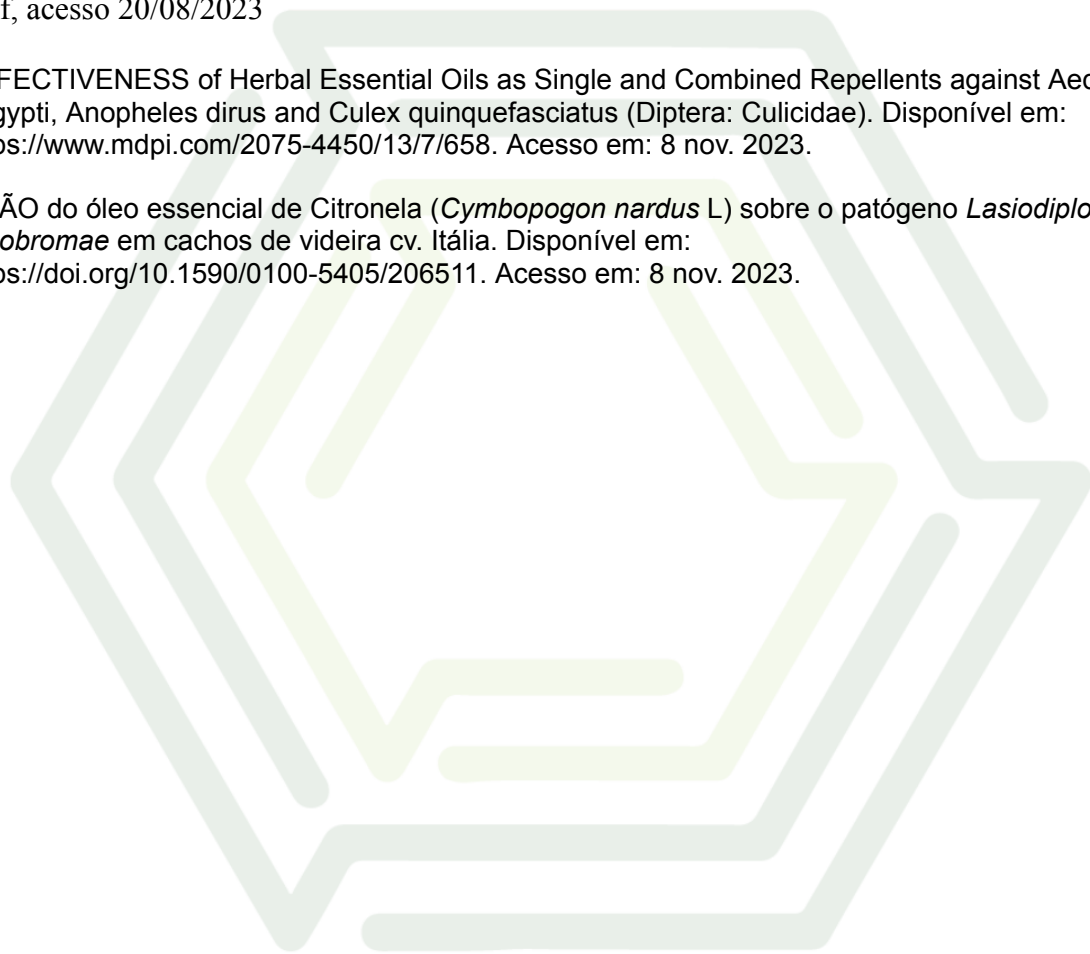 f, acesso 20/08/2023
FECTIVENESS of Herbal Essential Oils as Single and Combined Repellents against Aed
gypti, Anopheles dirus and Culex quinquefasciatus (Diptera: Culicidae). Disponível em:
ps://www.mdpi.com/2075-4450/13/7/658. Acesso em: 8 nov. 2023.
ÃO do óleo essencial de Citronela (Cymbopogon nardus L) sobre o patógeno Lasiodiplo
obromae em cachos de videira cv. Itália. Disponível em:
ps://doi.org/10.1590/0100-5405/206511. Acesso em: 8 nov. 2023.